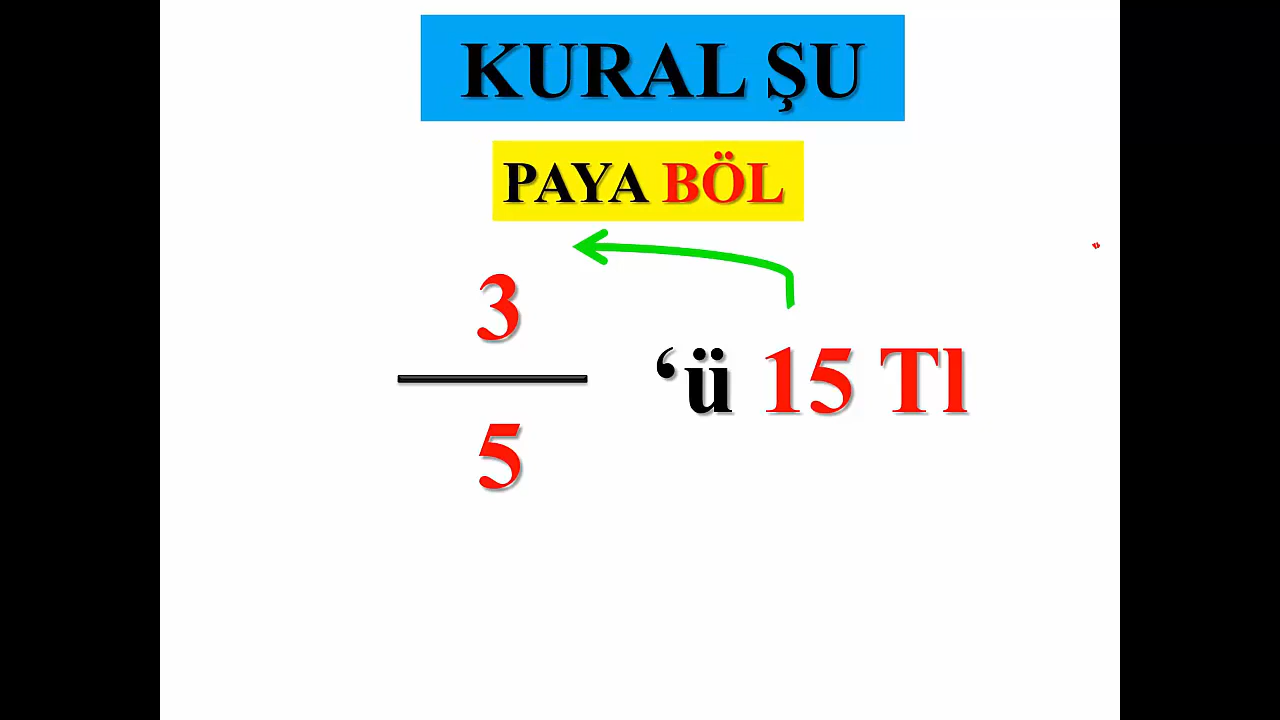 KURAL ŞU
PAYA BÖL
3
‘ü 15 Tl
5